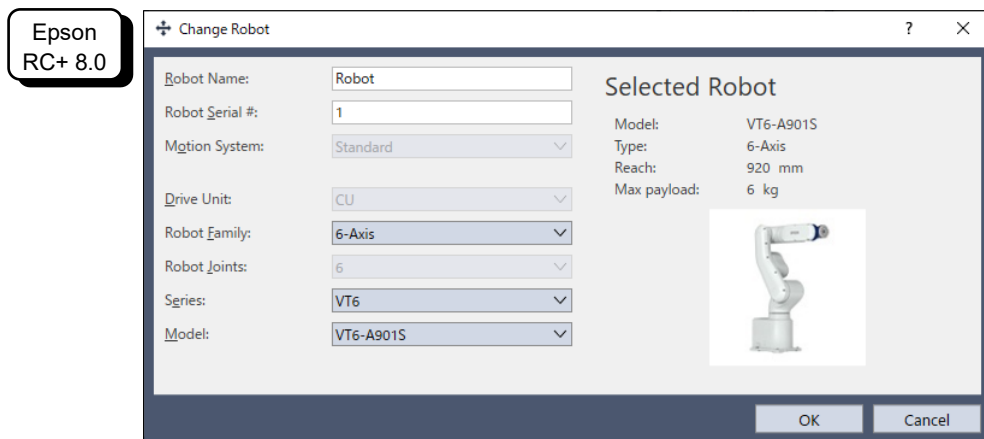 Epson
RC+ 8.0
Change Robot
?
Robot Name:
Robot
Robot Serial #:
1
Motion System:
Standard
Drive Unit:
CU
Robot Family:
6-Axis
Robot Joints:
6
Series:
VT6
Model:
VT6-A901S
Selected Robot
Model: VT6-A901S
Type: 6-Axis
Reach: 920 mm
Max payload: 6 kg
OK
Cancel